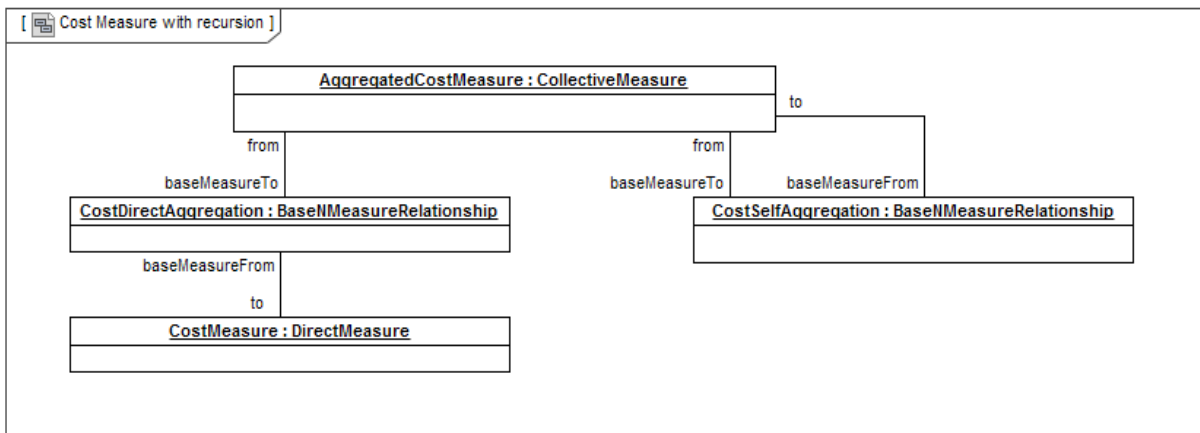 [ Cost Measure with recursion ]
AggregatedCostMeasure : CollectiveMeasure
to
from
from
baseMeasureTo
baseMeasureTo
baseMeasureFrom
CostDirectAggregation : BaseNMeasureRelationship
CostSelfAggregation : BaseNMeasureRelationship
baseMeasureFrom
to
CostMeasure : DirectMeasure